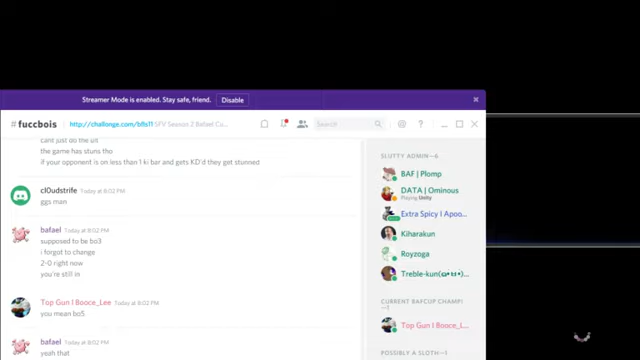 Streamer Mode is enabled. Stay safe, friend. Disable
#fuccbois http://challonge.com/bfls11 SFV Season 2 Bafael Cu... Search
cant just do the ult
the game has stuns tho
if your opponent is on less than 1 ki bar and gets KD'd they get stunned
cl0udstrife Today at 8:02 PM
ggs man
bafael Today at 8:02 PM
supposed to be bo3
i forgot to change
2-0 right now
you're still in
Top Gun I Booce_Lee Today at 8:02 PM
you mean bo5
bafael Today at 8:02 PM
yeah that
SLUTTY ADMIN—6
BAF | Plomp
DATA | Ominous
Playing Unity
Extra Spicy I Apoo...
Kiharakun
Royzoga
CURRENT BAFCUP CHAMPI
—1
Top Gun I Booce_L...
POSSIBLY A SLOTH—1